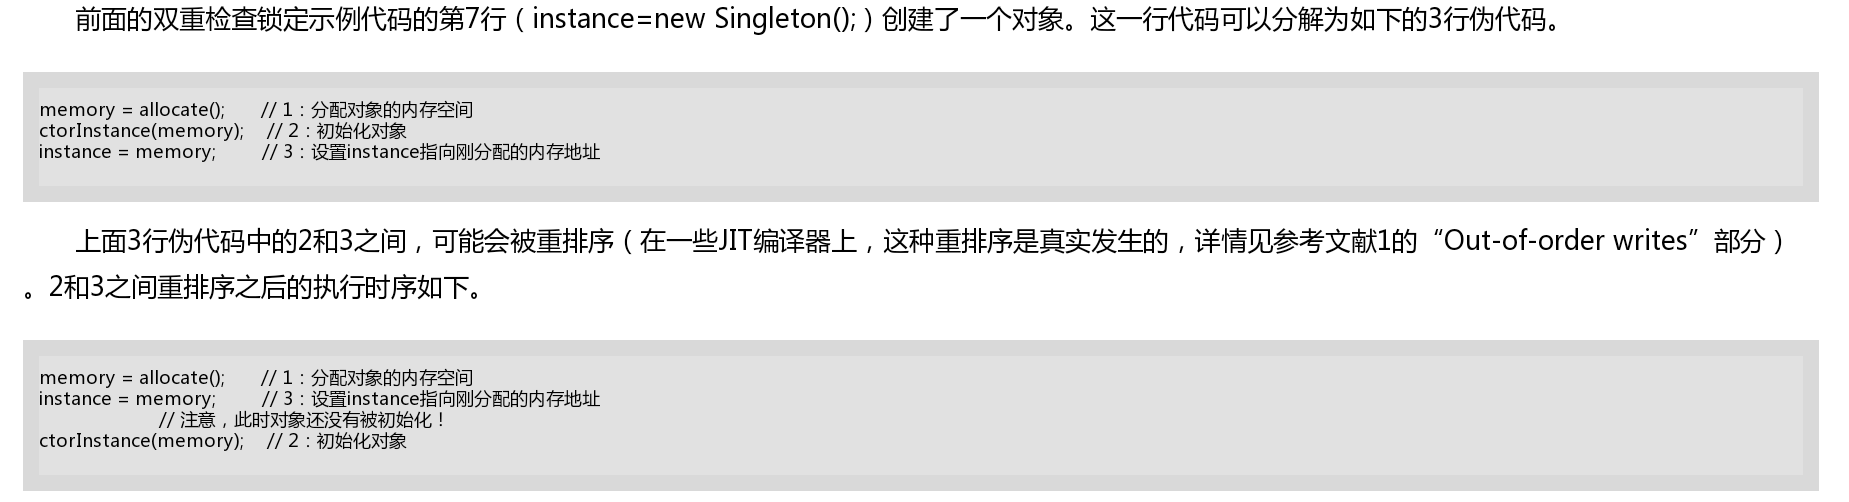 前面的双重检查锁定示例代码的第7行（instance=new Singleton();）创建了一个对象。这一行代码可以分解为如下的3行伪代码。
memory = allocate();　　// 1：分配对象的内存空间
ctorInstance(memory);　// 2：初始化对象
instance = memory;　　// 3：设置instance指向刚分配的内存地址
上面3行伪代码中的2和3之间，可能会被重排序（在一些JIT编译器上，这种重排序是真实发生的，详情见参考文献1的“Out-of-order writes”部分）
。2和3之间重排序之后的执行时序如下。
memory = allocate();　　// 1：分配对象的内存空间
instance = memory;　　// 3：设置instance指向刚分配的内存地址
// 注意，此时对象还没有被初始化！
ctorInstance(memory);　// 2：初始化对象